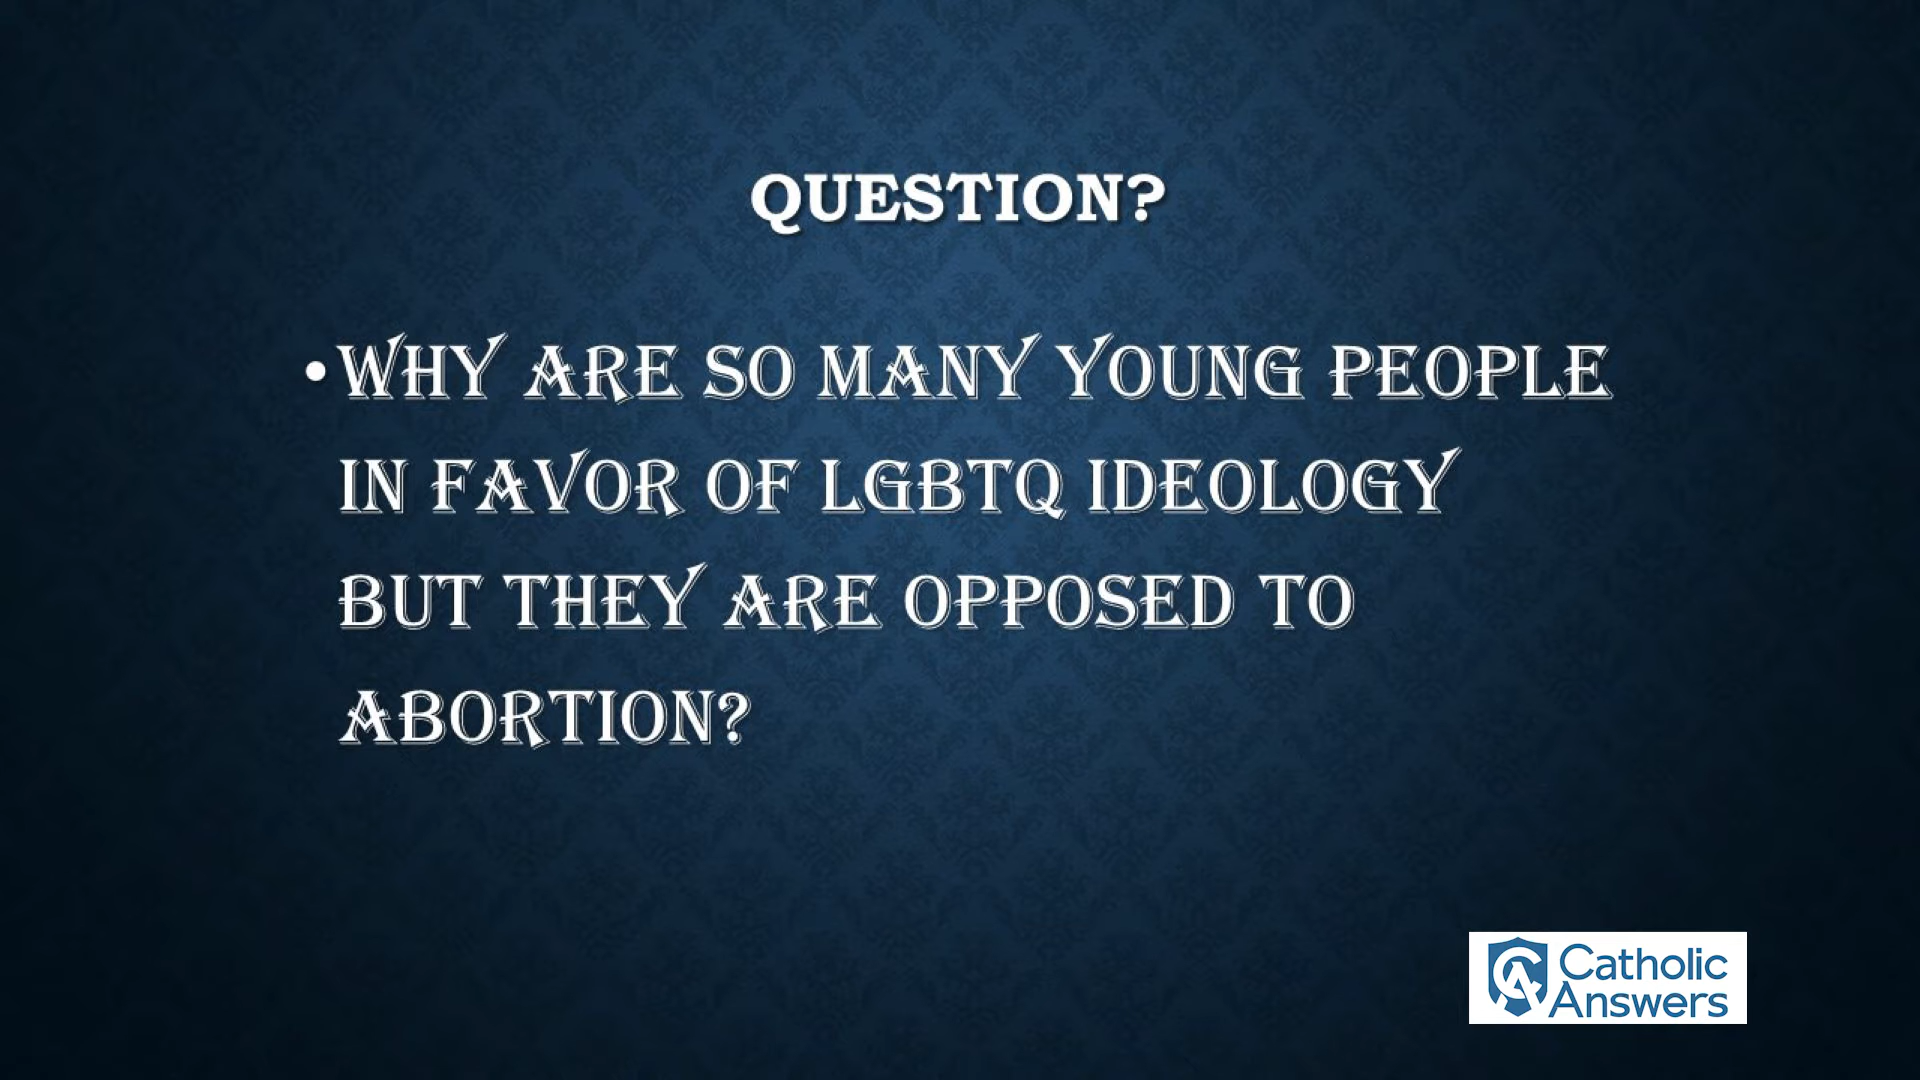 QUESTION?
•WHY ARE SO MANY YOUNG PEOPLE
IN FAVOR OF LGBTQ IDEOLOGY
BUT THEY ARE OPPOSED TO
ABORTION?
Catholic
Answers